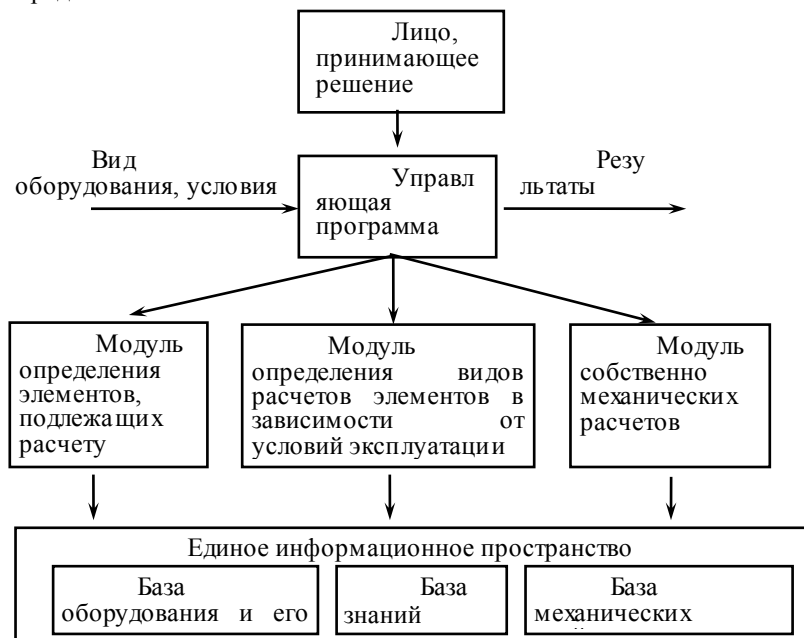 Лицо,
принимающее
решение
Вид
оборудования, условия
Управл
яющая
программа
Резу
льтаты
Модуль
определения
элементов,
подлежащих
расчету
Модуль
определения видов
расчетов элементов в
зависимости от
условий эксплуатации
Модуль
собственно
механических
расчетов
Единое информационное пространство
База
оборудования и его
База
знаний
База
механических